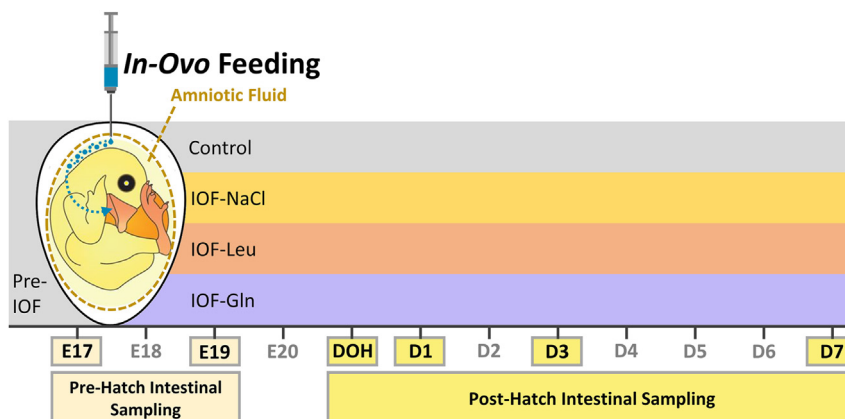 In-Ovo Feeding
Amniotic Fluid
Control
IOF-NaCl
IOF-Leu
Pre-
IOF
IOF-Gln
E17 E18 E19 E20 DOH D1 D2 D3 D4 D5 D6 D7
Pre-Hatch Intestinal
Sampling
Post-Hatch Intestinal Sampling